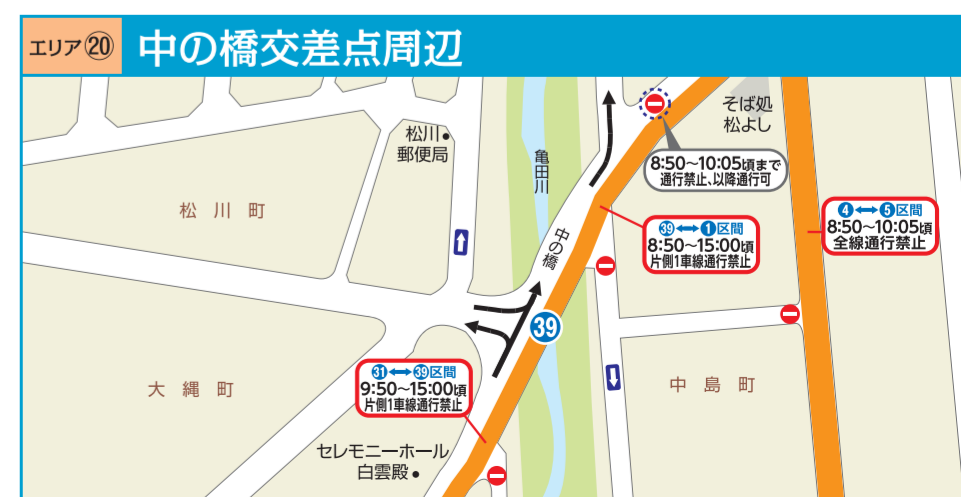 エリア⑳
中の橋交差点周辺
そば処
松よし
松川
郵便局
8:50〜10:05頃まで
通行禁止、以降通行可
亀田川
松川町
中の橋
㊴⟷❶区間
8:50〜15:00頃
片側1車線通行禁止
❹⟷❺区間
8:50〜10:05頃
全線通行禁止
㊴
㉛⟷㊴区間
9:50〜15:00頃
片側1車線通行禁止
大縄町
中島町
セレモニーホール
白雲殿